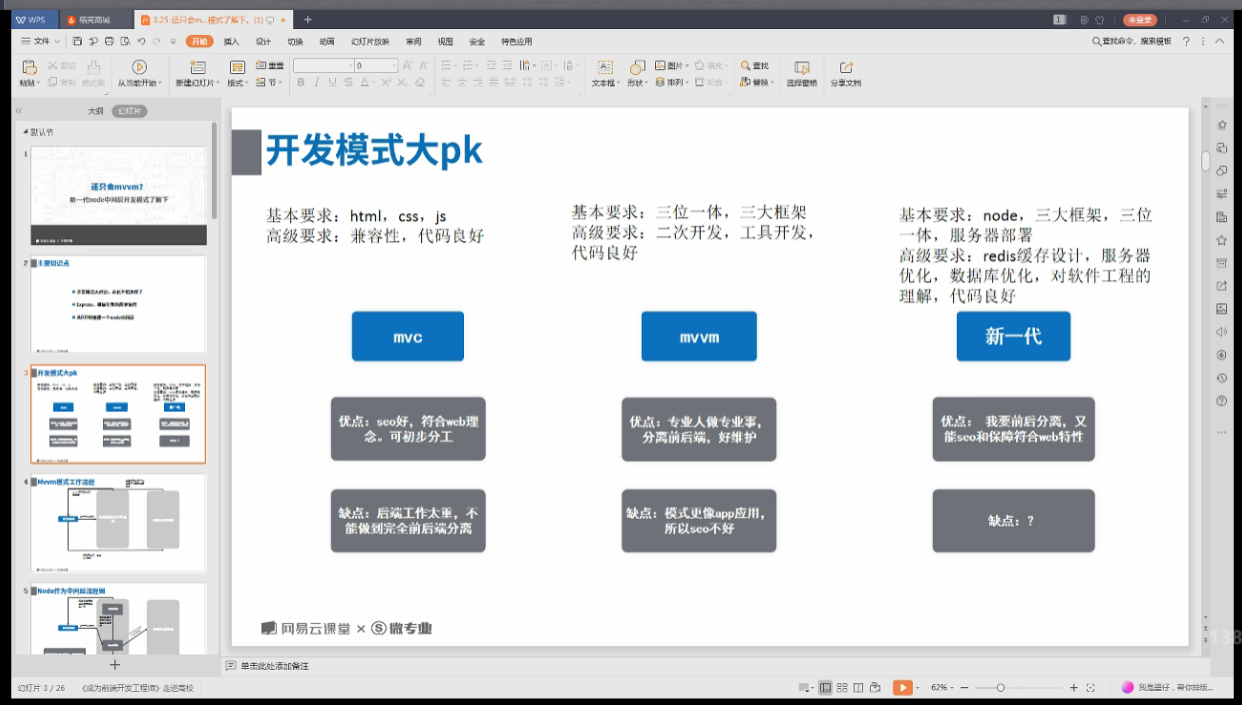 WPS
稻壳商城
3.25-还只会m...模式了解下。(1)
1
未登录
文件
开始
插入
设计
切换
动画
幻灯片放映
审阅
视图
安全
特色应用
查找命令、搜索模板
粘贴
剪切
复制
格式刷
从当前开始
新建幻灯片
版式
重置
节
0
文本框
形状
图片
排列
填充
轮廓
查找
替换
选择窗格
分享文档
大纲
幻灯片
默认节
1
还只会mvvm?
新一代node中间层开发模式了解下
2
主要知识点
3
开发模式大pk
4
Mvvm模式工作流程
5
Node作为中间层流程图
开发模式大pk
基本要求：html，css，js
高级要求：兼容性，代码良好
基本要求：三位一体，三大框架
高级要求：二次开发，工具开发，
代码良好
基本要求：node，三大框架，三位
一体，服务器部署
高级要求：redis缓存设计，服务器
优化，数据库优化，对软件工程的
理解，代码良好
mvc
mvvm
新一代
优点：seo好，符合web理
念。可初步分工
优点：专业人做专业事，
分离前后端，好维护
优点： 我要前后分离，又
能seo和保障符合web特性
缺点：后端工作太重，不
能做到完全前后端分离
缺点：模式更像app应用，
所以seo不好
缺点：?
网易云课堂 × 微专业
单击此处添加备注
幻灯片 3 / 26
《成为前端开发工程师》走进高校
62%
我是墨仔，帮你排版...